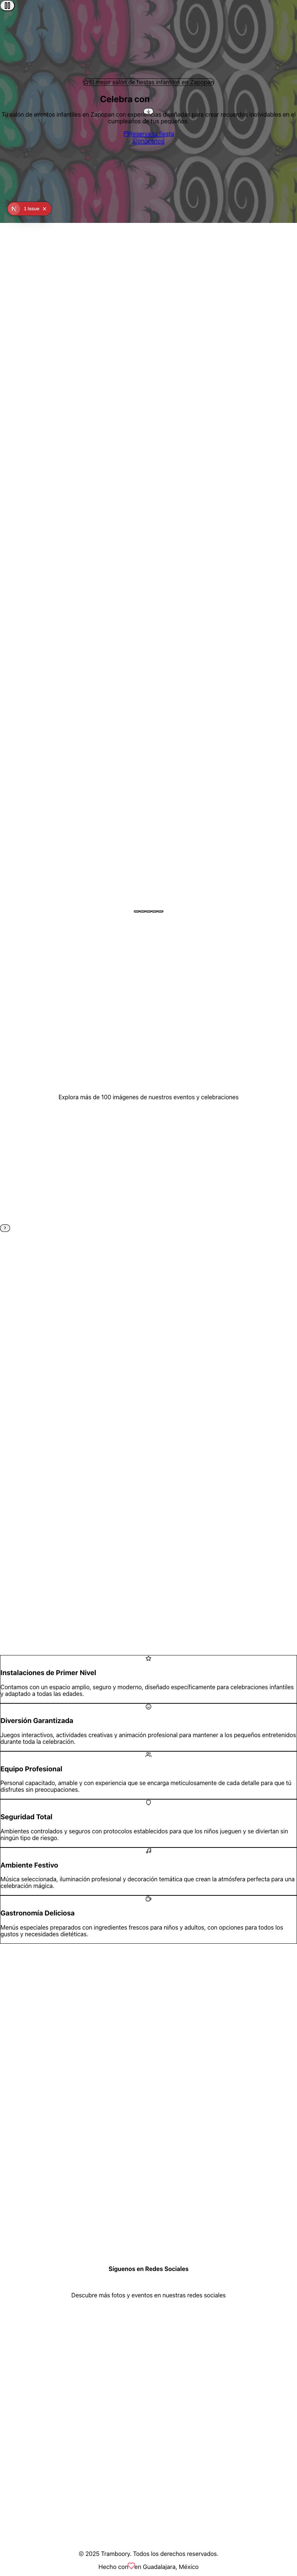 El mejor salón de fiestas infantiles en Zapopan
Celebra con
Tu salón de eventos infantiles en Zapopan con experiencias diseñadas para crear recuerdos inolvidables en el
cumpleaños de tus pequeños.
Reserva tu fiesta
Conócenos
1 Issue
Explora más de 100 imágenes de nuestros eventos y celebraciones
Instalaciones de Primer Nivel
Contamos con un espacio amplio, seguro y moderno, diseñado específicamente para celebraciones infantiles
y adaptado a todas las edades.
Diversión Garantizada
Juegos interactivos, actividades creativas y animación profesional para mantener a los pequeños entretenidos
durante toda la celebración.
Equipo Profesional
Personal capacitado, amable y con experiencia que se encarga meticulosamente de cada detalle para que tú
disfrutes sin preocupaciones.
Seguridad Total
Ambientes controlados y seguros con protocolos establecidos para que los niños jueguen y se diviertan sin
ningún tipo de riesgo.
Ambiente Festivo
Música seleccionada, iluminación profesional y decoración temática que crean la atmósfera perfecta para una
celebración mágica.
Gastronomía Deliciosa
Menús especiales preparados con ingredientes frescos para niños y adultos, con opciones para todos los
gustos y necesidades dietéticas.
Síguenos en Redes Sociales
Descubre más fotos y eventos en nuestras redes sociales
© 2025 Tramboory. Todos los derechos reservados.
Hecho con en Guadalajara, México